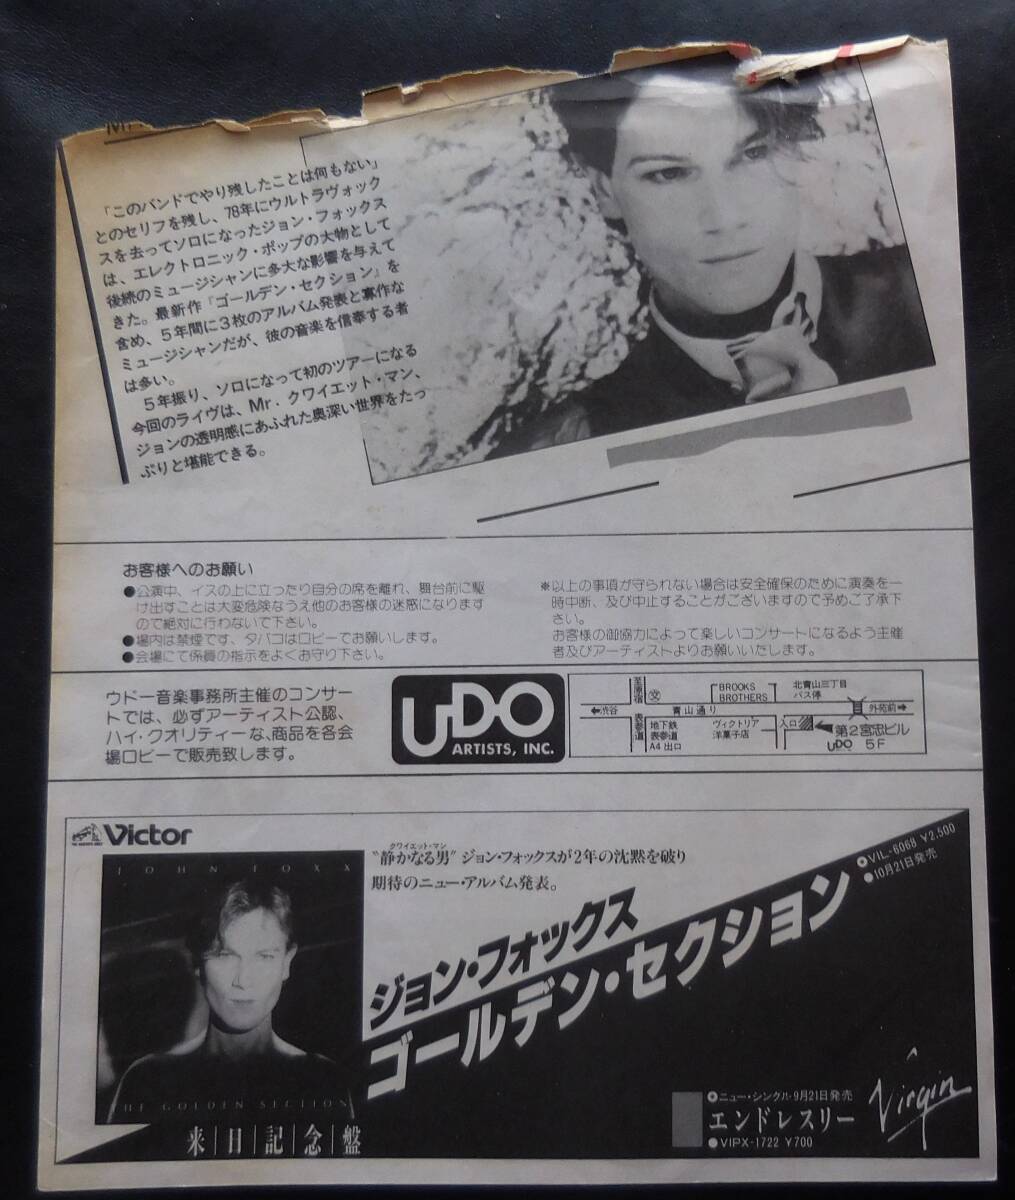 「このバンドでやり残したことは何もない」
とのセリフを残し、78年にウルトラヴォック
スを去ってソロになったジョン・フォックス
は、エレクトロニック・ポップの大物として
後続のミュージシャンに多大な影響を与えて
きた。最新作『ゴールデン・セクション』を
含め、5年間に3枚のアルバム発表と寡作な
ミュージシャンだが、彼の音楽を信奉する者
は多い。
5年振り、ソロになって初のツアーになる
今回のライヴは、Mr.クワイエット・マン、
ジョンの透明感にあふれた奥深い世界をたっ
ぷりと堪能できる。
お客様へのお願い
●公演中、イスの上に立ったり自分の席を離れ、舞台前に駆
け出すことは大変危険なうえ他のお客様の迷惑になります
ので絶対に行わないで下さい。
●場内は禁煙です、タバコはロビーでお願いします。
●会場にて係員の指示をよくお守り下さい。
※以上の事項が守られない場合は安全確保のために演奏を一
時中断、及び中止することがございますので予めご了承下
さい。
お客様の御協力によって楽しいコンサートになるよう主催
者及びアーティストよりお願いいたします。
ウドー音楽事務所主催のコンサー
トでは、必ずアーティスト公認、
ハイ・クオリティーな、商品を各会
場ロビーで販売致します。
UDO
ARTISTS, INC.
至原宿
文
BROOKS
BROTHERS
北青山三丁目
バス停
←渋谷
青山通り
外苑前→
表参道
地下鉄
表参道
A4出口
ヴィクトリア
洋菓子店
入口
第2宮忠ビル
UDO 5F
Victor
JOHN FOXX
THE GOLDEN SECTION
来|日|記|念|盤
クワイエット・マン
"静かなる男" ジョン・フォックスが2年の沈黙を破り
期待のニュー・アルバム発表。
●VIL-6068 ¥2,500
●10月21日発売
ジョン・フォックス
ゴールデン・セクション
●ニュー・シングル・9月21日発売
エンドレスリー
●VIPX-1722 ¥700
Virgin